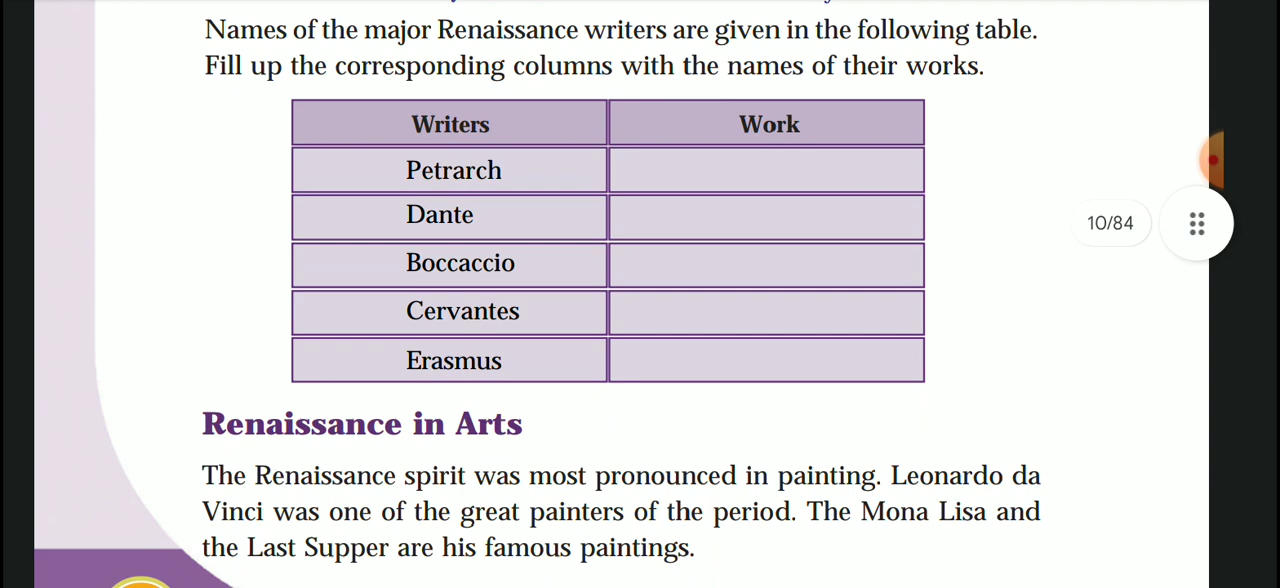 Names of the major Renaissance writers are given in the following table.
Fill up the corresponding columns with the names of their works.
Writers Work
Petrarch
Dante
Boccaccio
Cervantes
Erasmus
10/84
Renaissance in Arts
The Renaissance spirit was most pronounced in painting. Leonardo da
Vinci was one of the great painters of the period. The Mona Lisa and
the Last Supper are his famous paintings.